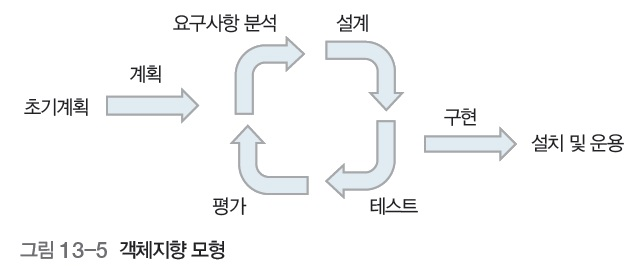 요구사항 분석
설계
계획
초기계획
구현
설치 및 운용
평가
테스트
그림 13-5 객체지향 모형